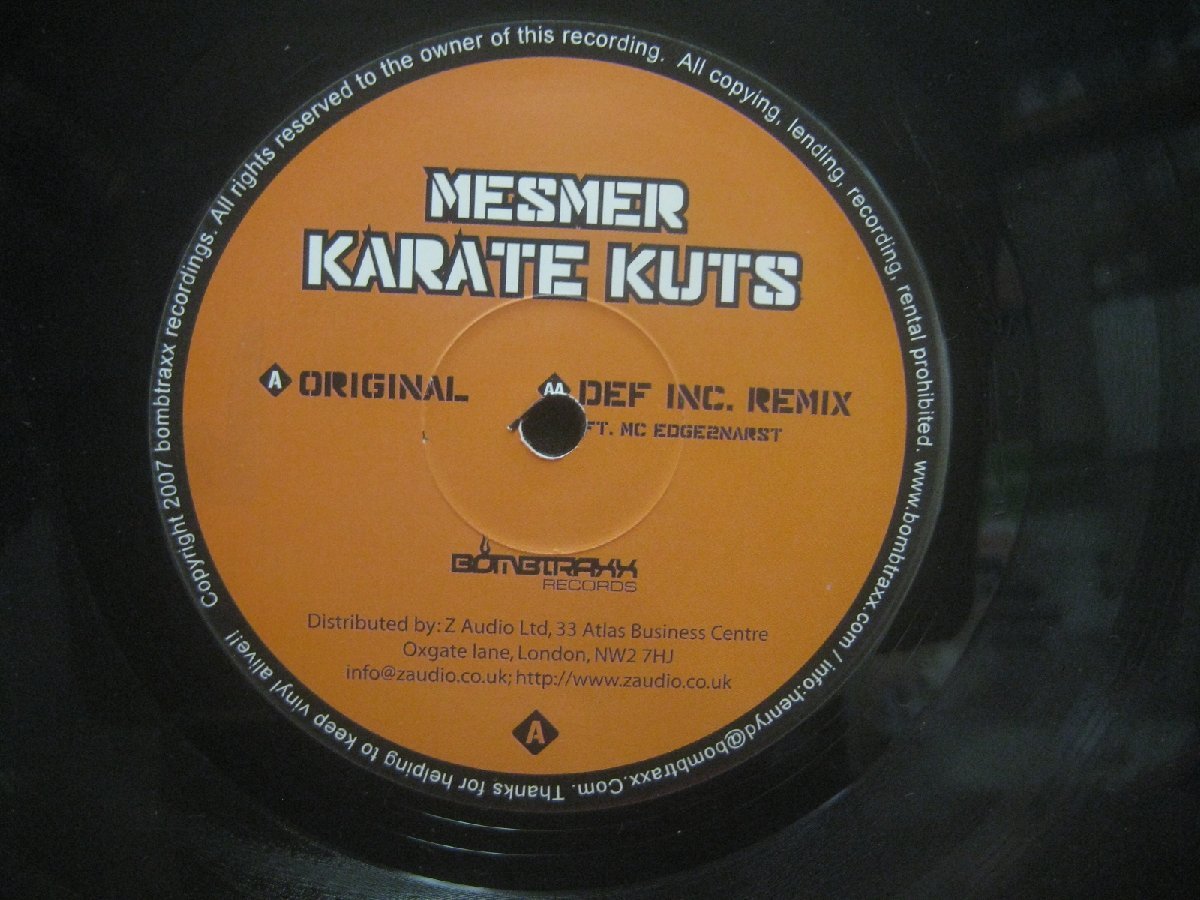 MESMER
KARATE KUTS
A ORIGINAL
AA DEF INC. REMIX
FT. MC EDGE2NARST
BOMBTRAXX
RECORDS
Distributed by: Z Audio Ltd, 33 Atlas Business Centre
Oxgate lane, London, NW2 7HJ
info@zaudio.co.uk; http://www.zaudio.co.uk
A
Copyright 2007 bombtraxx recordings. All rights reserved to the owner of this recording. All copying, lending, recording, rental prohibited. www.bombtraxx.com / info:henryd@bombtraxx.Com. Thanks for helping to keep vinyl alive!!